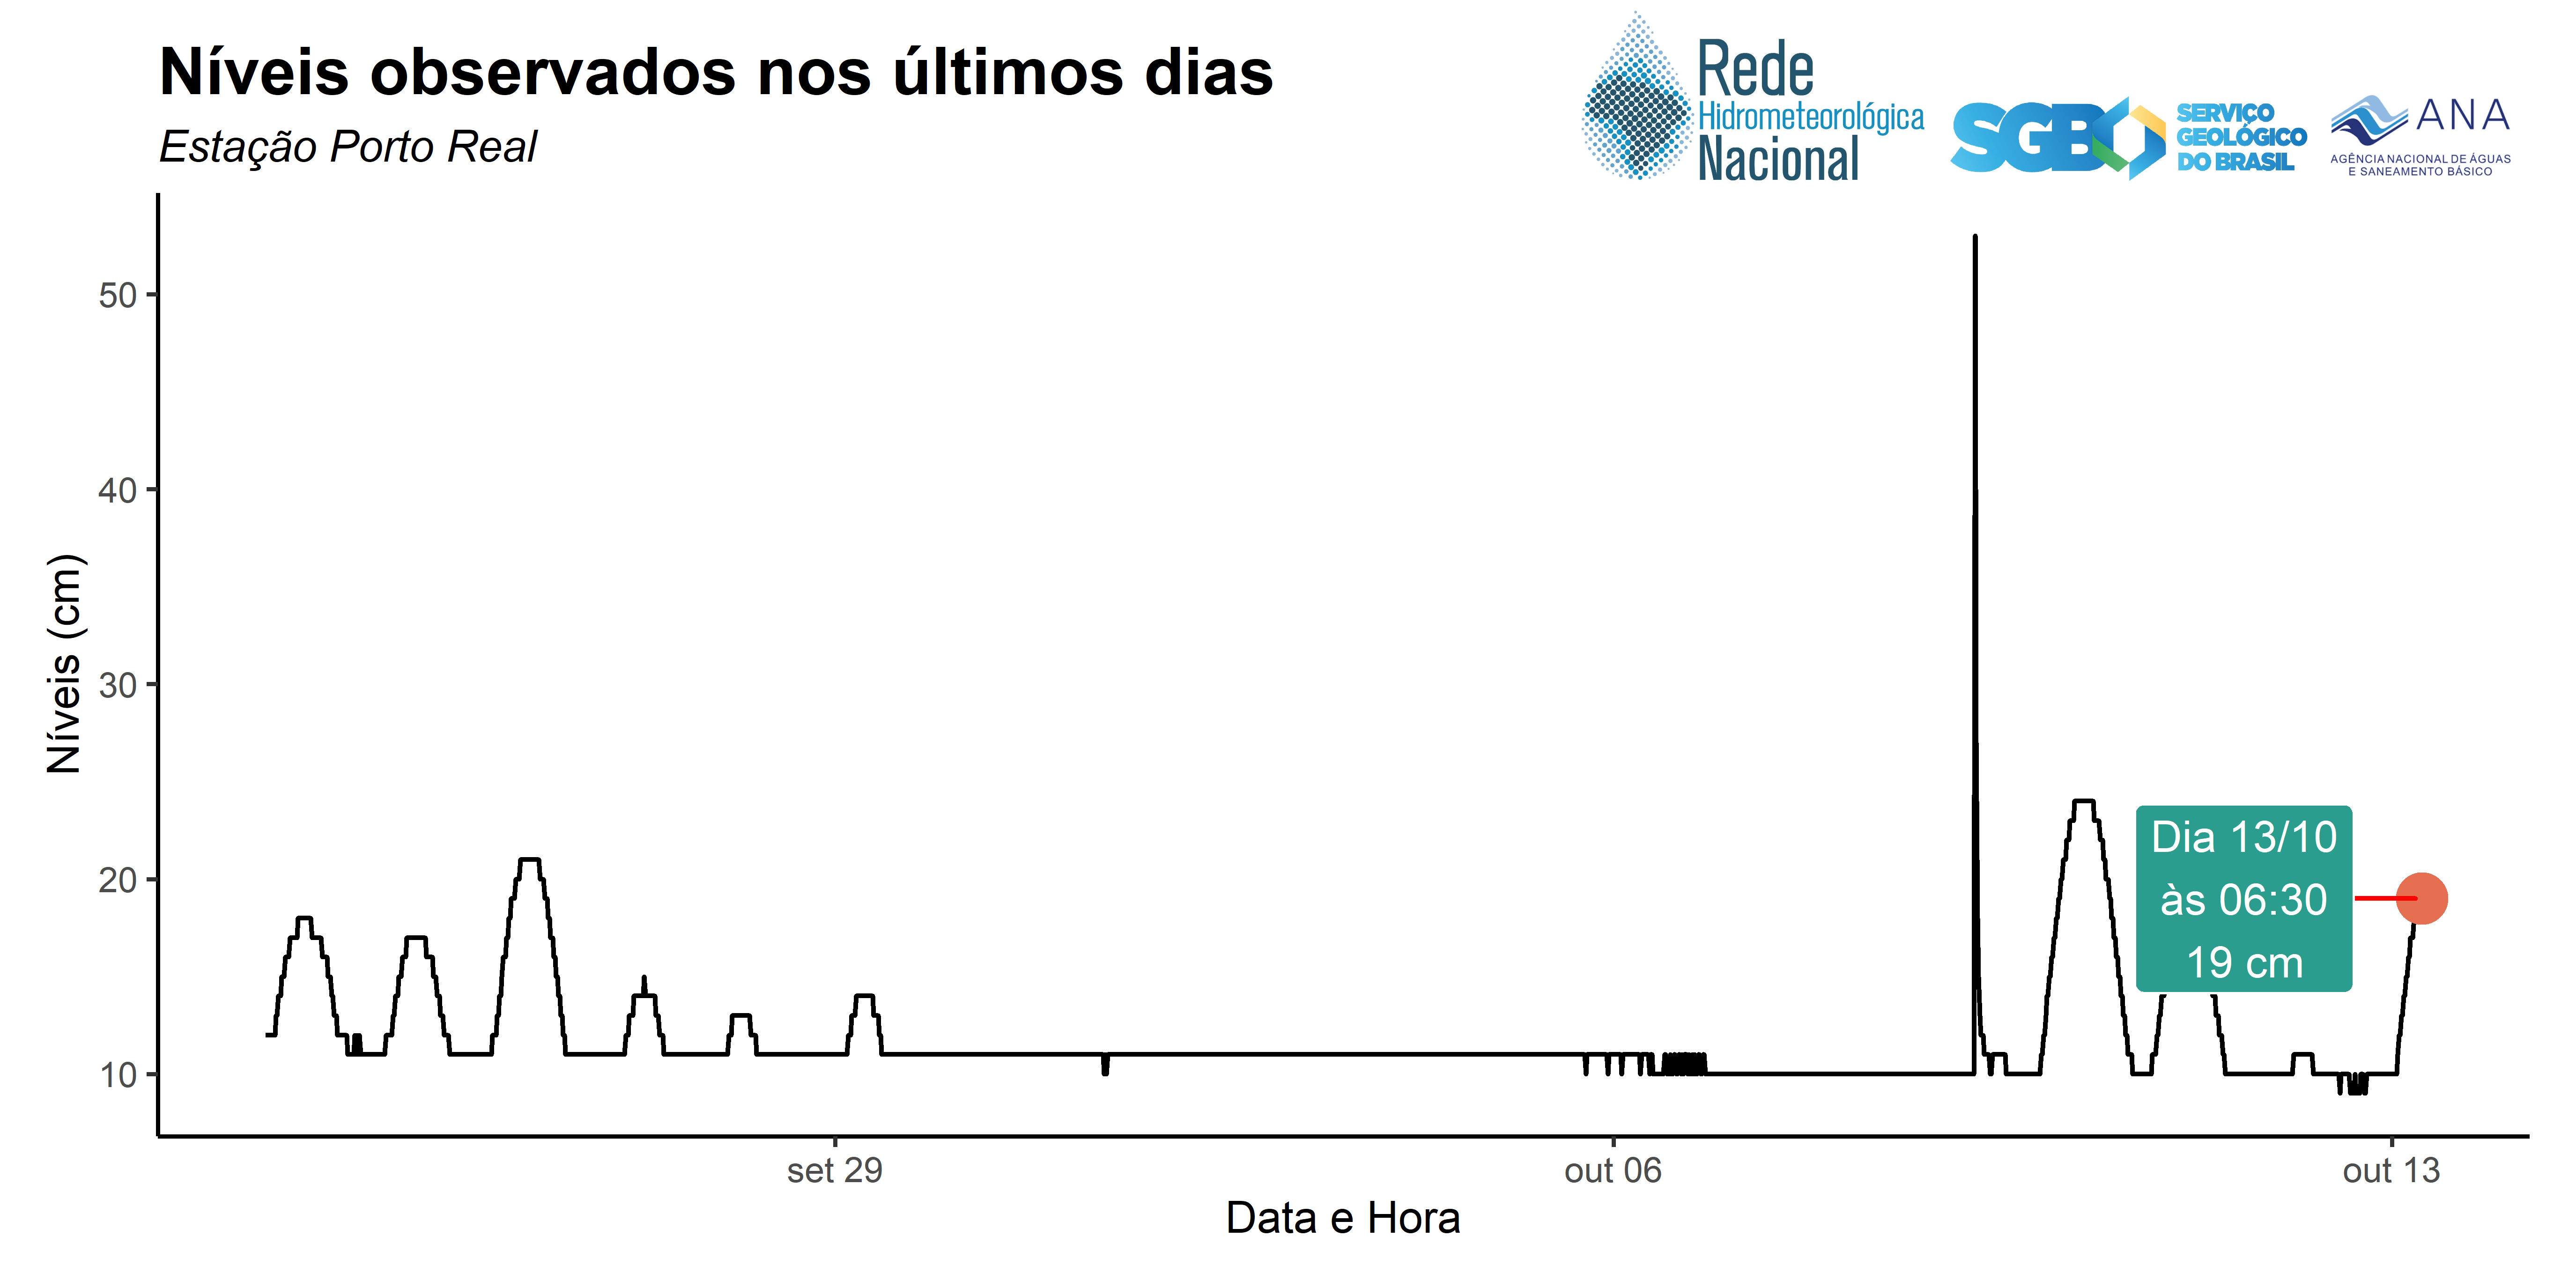 Níveis observados nos últimos dias
Estação Porto Real
Rede
Hidrometeorológica
Nacional
SGB
SERVIÇO
GEOLÓGICO
DO BRASIL
ANA
AGÊNCIA NACIONAL DE ÁGUAS
E SANEAMENTO BÁSICO
Níveis (cm)
50
40
30
20
10
Dia 13/10
às 06:30
19 cm
set 29
out 06
out 13
Data e Hora